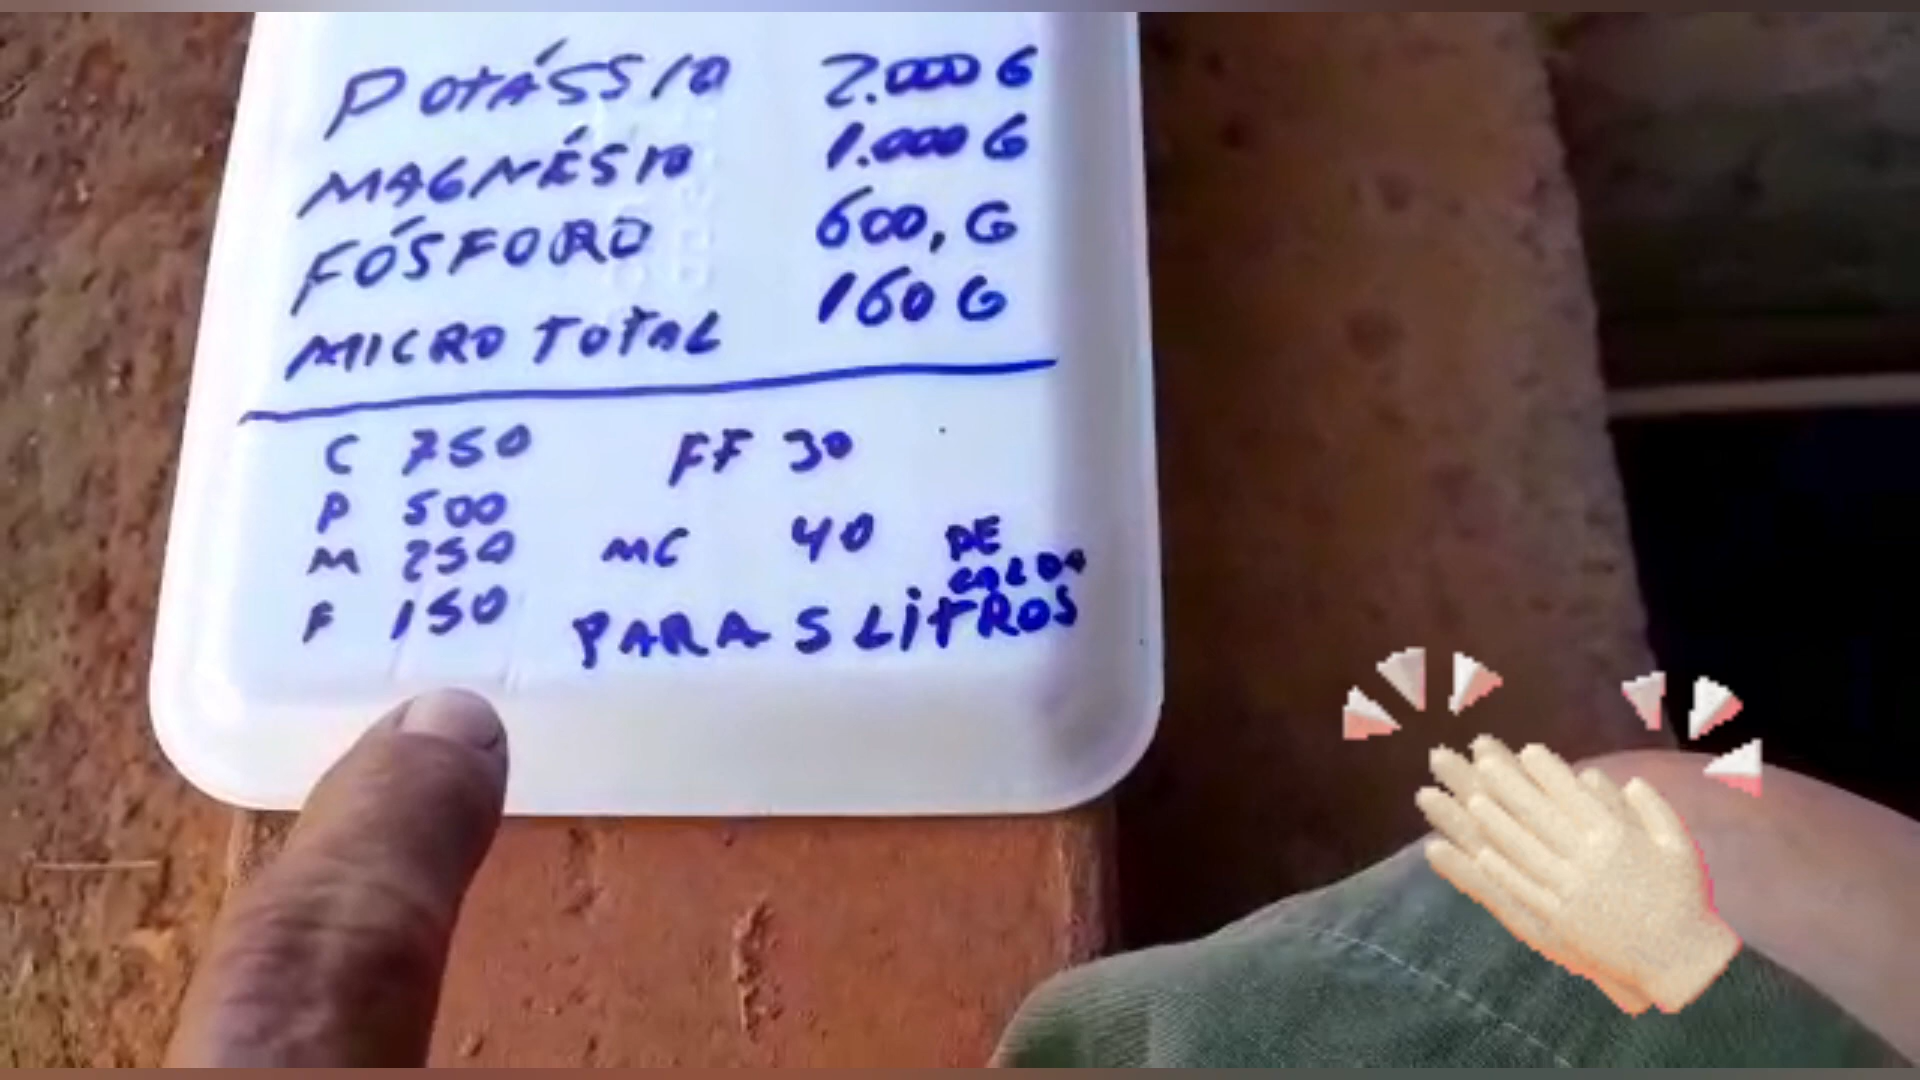 POTÁSSIO 2.000 G
MAGNÉSIO 1.000 G
FÓSFORO 600, G
MICRO TOTAL 160 G
C 750 FF 30
P 500
M 250 MC 40 DE
CALDA
F 150 PARA 5 LiTROS